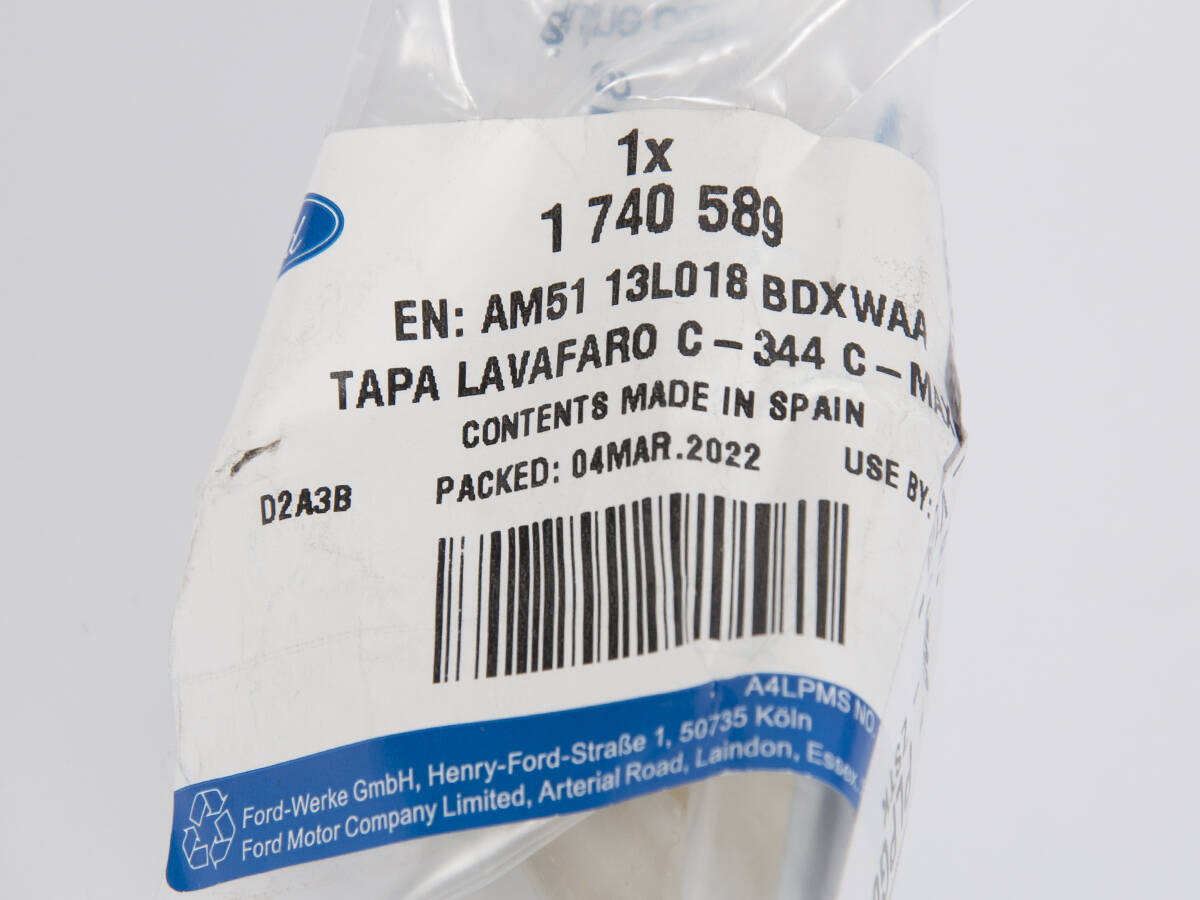 1x
1 740 589
EN: AM51 13L018 BDXWAA
TAPA LAVAFARO C-344 C-MAX
CONTENTS MADE IN SPAIN
PACKED: 04MAR.2022
USE BY:
D2A3B
A4LPMS NO.
Ford-Werke GmbH, Henry-Ford-Straße 1, 50735 Köln
Ford Motor Company Limited, Arterial Road, Laindon, Essex